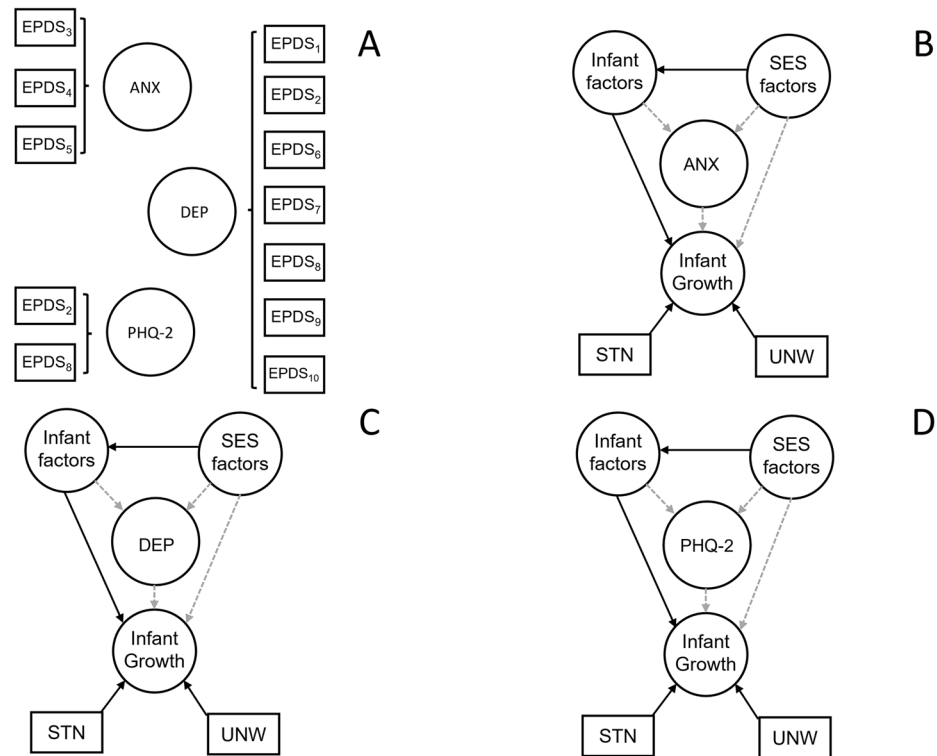 A
EPDS3
EPDS4
EPDS5
ANX
EPDS1
EPDS2
EPDS6
EPDS7
EPDS8
EPDS9
EPDS10
DEP
EPDS2
EPDS8
PHQ-2
B
Infant
factors
SES
factors
ANX
Infant
Growth
STN
UNW
C
Infant
factors
SES
factors
DEP
Infant
Growth
STN
UNW
D
Infant
factors
SES
factors
PHQ-2
Infant
Growth
STN
UNW